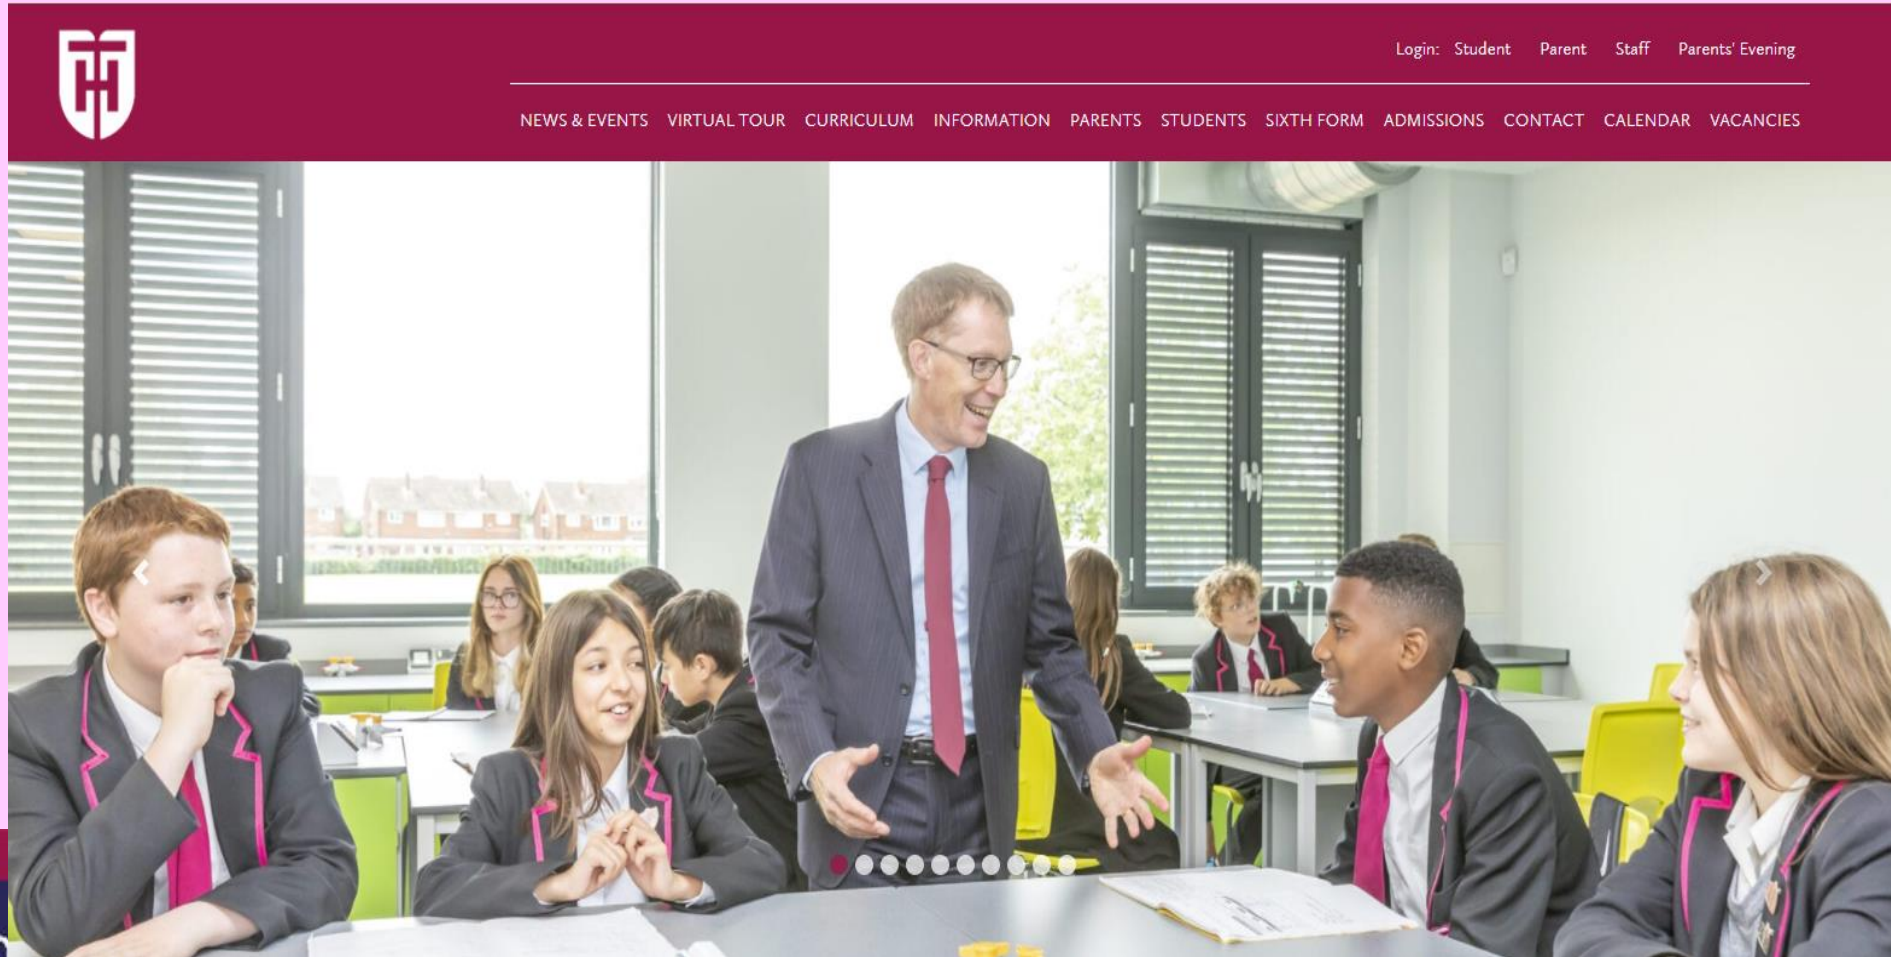 Login: Student Parent Staff Parents' Evening
NEWS & EVENTS VIRTUAL TOUR CURRICULUM INFORMATION PARENTS STUDENTS SIXTH FORM ADMISSIONS CONTACT CALENDAR VACANCIES